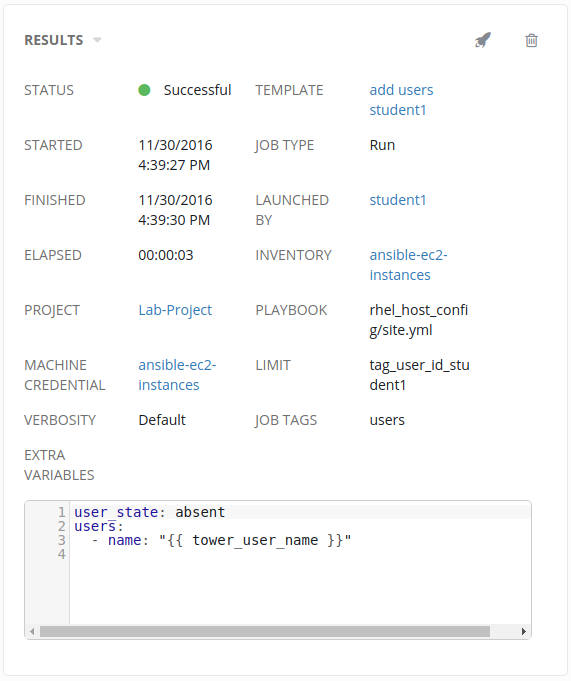 RESULTS
STATUS Successful TEMPLATE add users
student1
STARTED 11/30/2016 JOB TYPE Run
4:39:27 PM
FINISHED 11/30/2016 LAUNCHED student1
4:39:30 PM BY
ELAPSED 00:00:03 INVENTORY ansible-ec2-
instances
PROJECT Lab-Project PLAYBOOK rhel_host_confi
g/site.yml
MACHINE ansible-ec2- LIMIT tag_user_id_stu
CREDENTIAL instances dent1
VERBOSITY Default JOB TAGS users
EXTRA
VARIABLES
1 user_state: absent
2 users:
3   - name: "{{ tower_user_name }}"
4